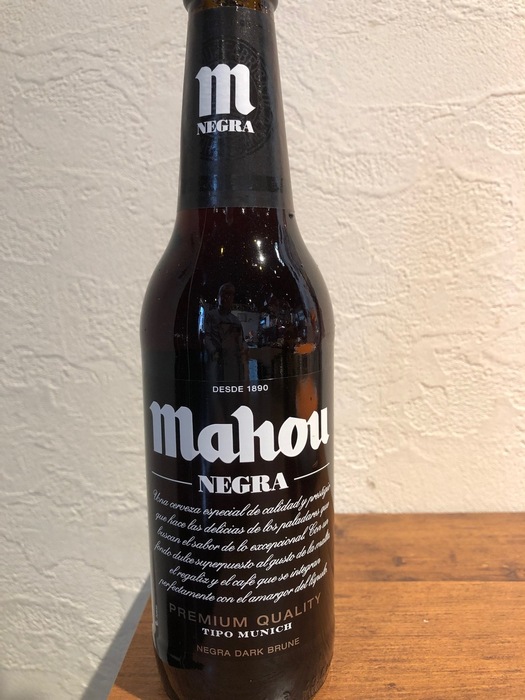 m
NEGRA
DESDE 1890
Mahou
NEGRA
Una cerveza especial de calidad y prestigio
que hace las delicias de los paladares que
buscan el sabor de lo excepcional. Con un
fondo dulce superpuesto al gusto de la malta,
el regaliz y el café que se integran
perfectamente con el amargor del lúpulo.
PREMIUM QUALITY
TIPO MUNICH
NEGRA DARK BRUNE